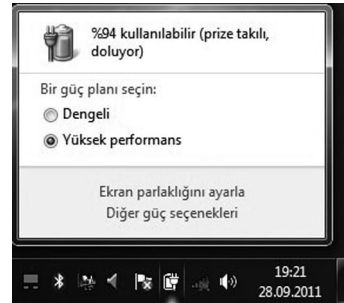 %94 kullanılabilir (prize takılı,
doluyor)
Bir güç planı seçin:
Dengeli
Yüksek performans
Ekran parlaklığını ayarla
Diğer güç seçenekleri
19:21
28.09.2011